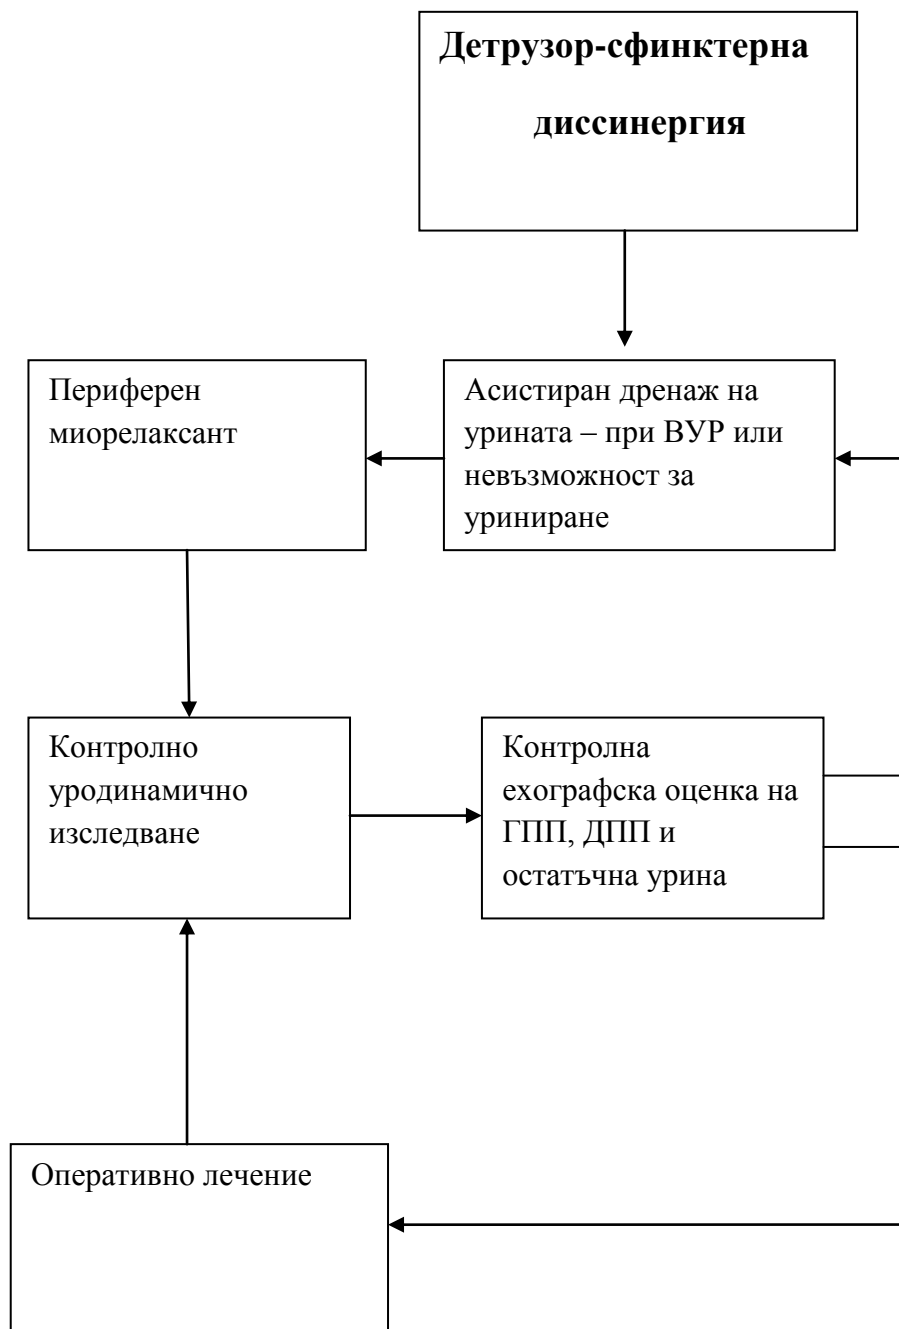 Детрузор-сфинктерна
диссинергия
Периферен
миорелаксант
Асистиран дренаж на
урината – при ВУР или
невъзможност за
уриниране
Контролно
уродинамично
изследване
Контролна
ехографска оценка на
ГПП, ДПП и
остатъчна урина
Оперативно лечение